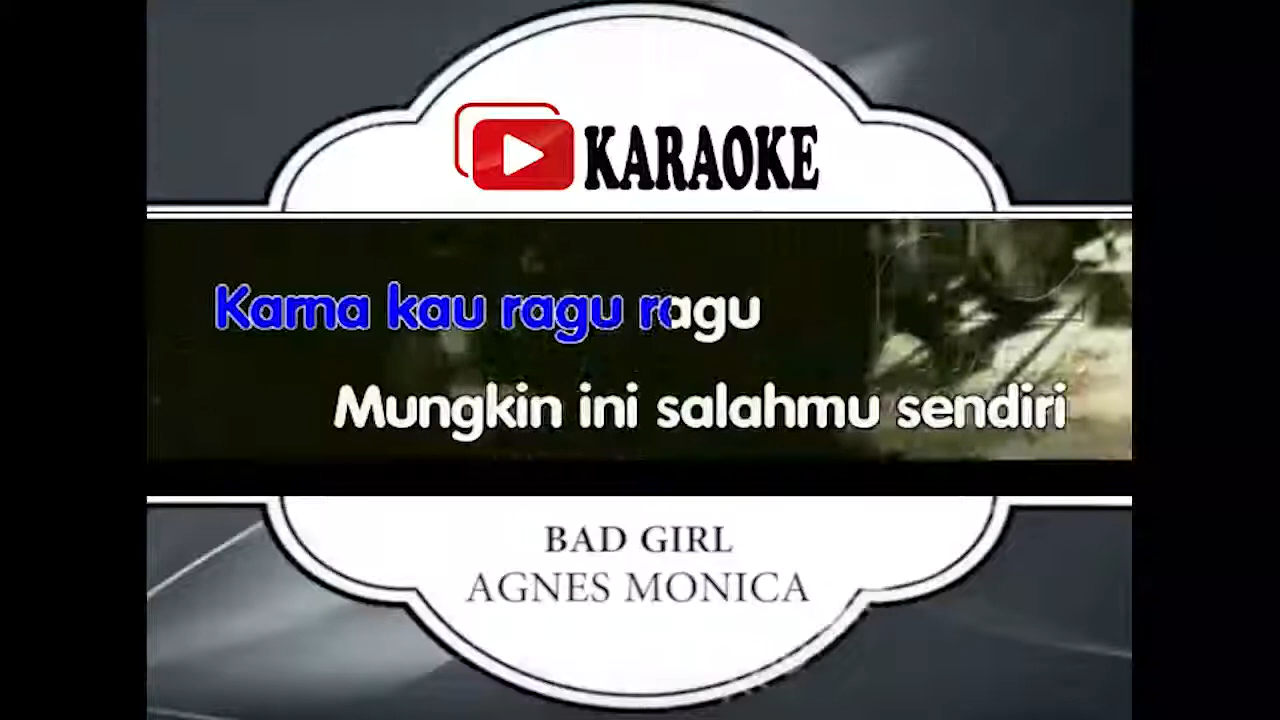 KARAOKE
Karna kau ragu ragu
Mungkin ini salahmu sendiri
BAD GIRL
AGNES MONICA